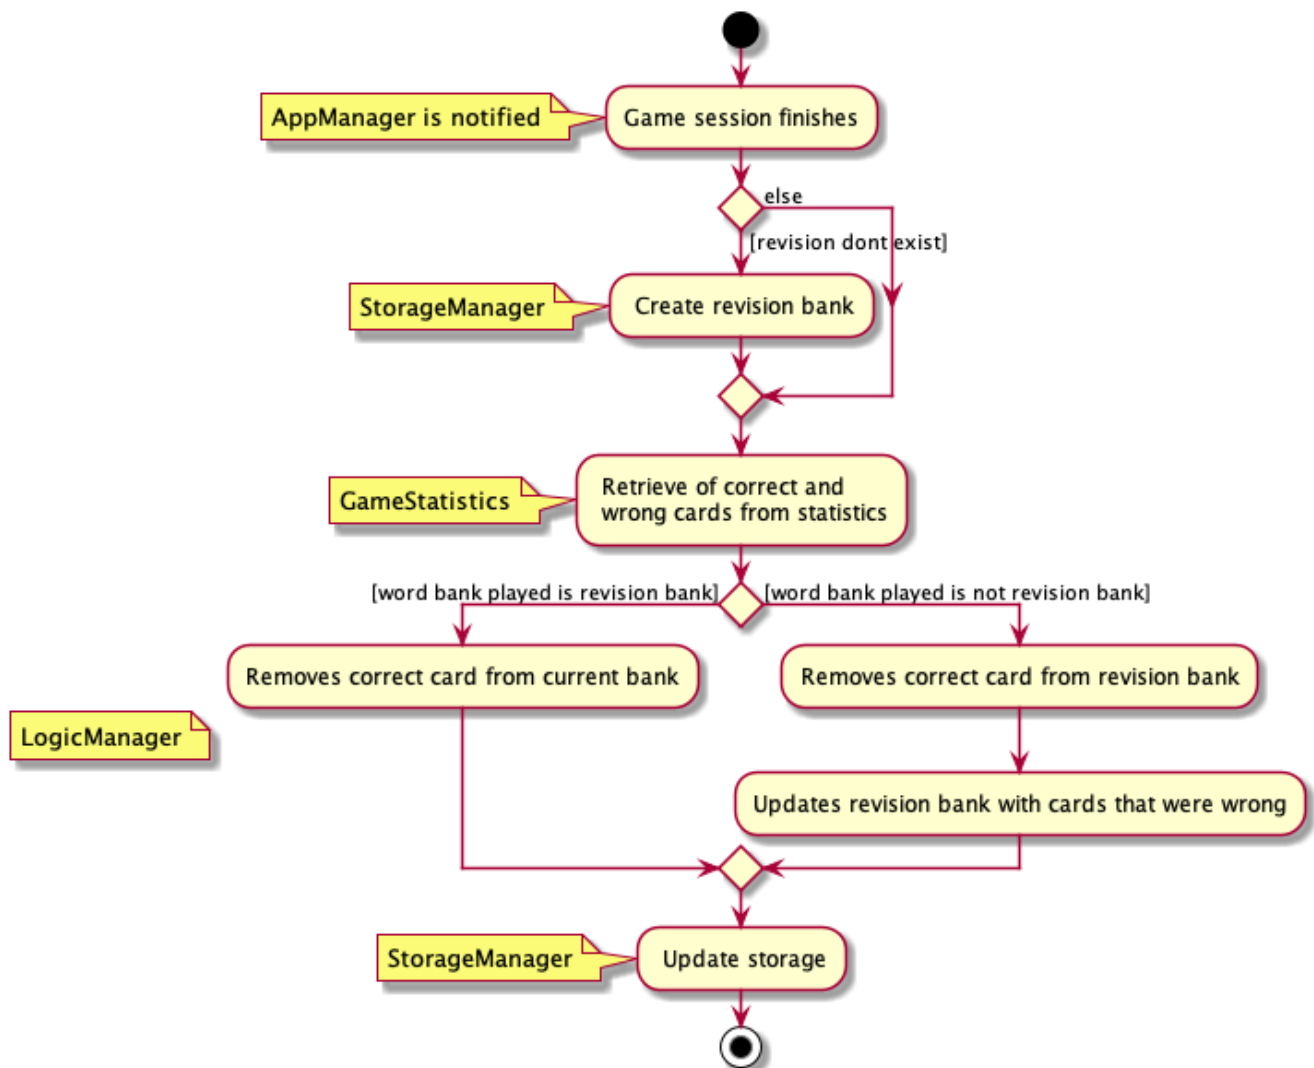 AppManager is notified
Game session finishes
else
[revision dont exist]
StorageManager
Create revision bank
GameStatistics
Retrieve of correct and
wrong cards from statistics
[word bank played is revision bank]
[word bank played is not revision bank]
Removes correct card from current bank
Removes correct card from revision bank
LogicManager
Updates revision bank with cards that were wrong
StorageManager
Update storage